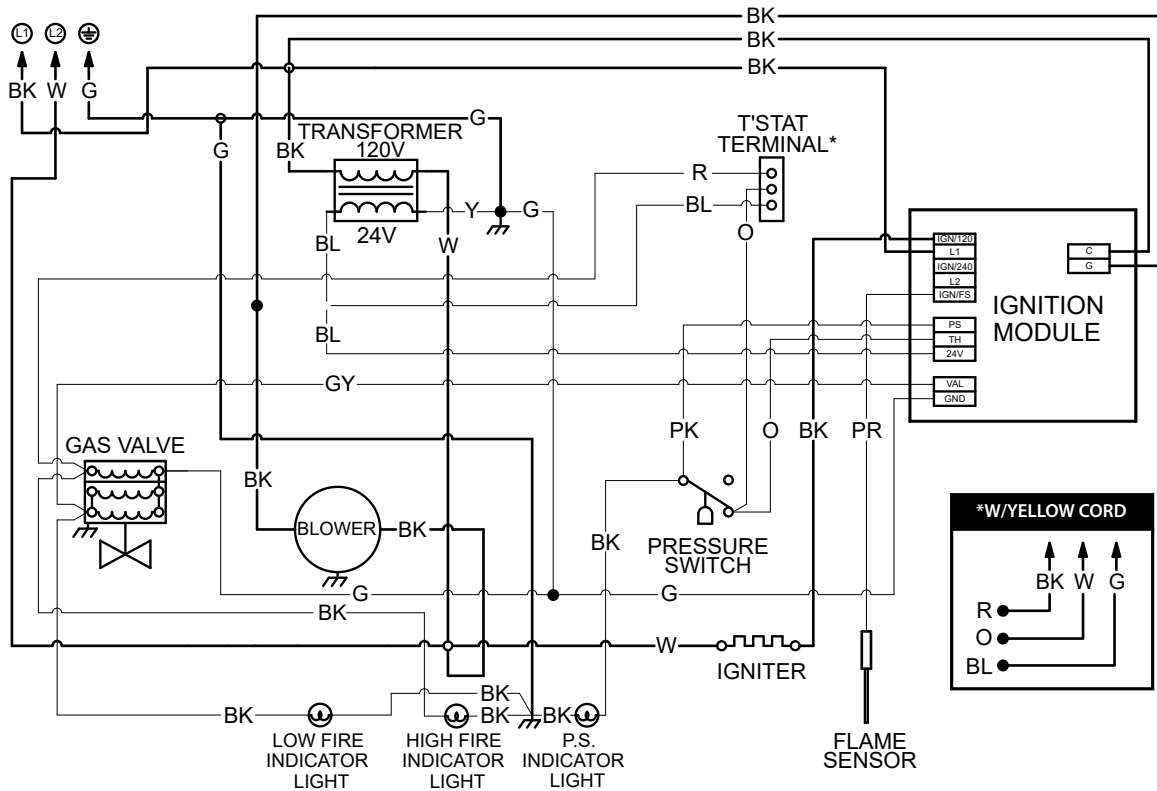 BK
BK
BK
L1 L2
BK W G
G
TRANSFORMER
120V
G
BK
T'STAT
TERMINAL*
R
BL
Y
G
24V
BL
W
O
IGN/120
L1
IGN/240
L2
IGN/FS
C
G
IGNITION
MODULE
BL
PS
TH
24V
GY
VAL
GND
GAS VALVE
PK
O
BK
PR
BK
BLOWER
BK
BK
PRESSURE
SWITCH
*W/YELLOW CORD
BK W G
R
O
BL
G
G
BK
W
IGNITER
BK
BK
BK
BK
LOW FIRE
INDICATOR
LIGHT
HIGH FIRE
INDICATOR
LIGHT
P.S.
INDICATOR
LIGHT
FLAME
SENSOR